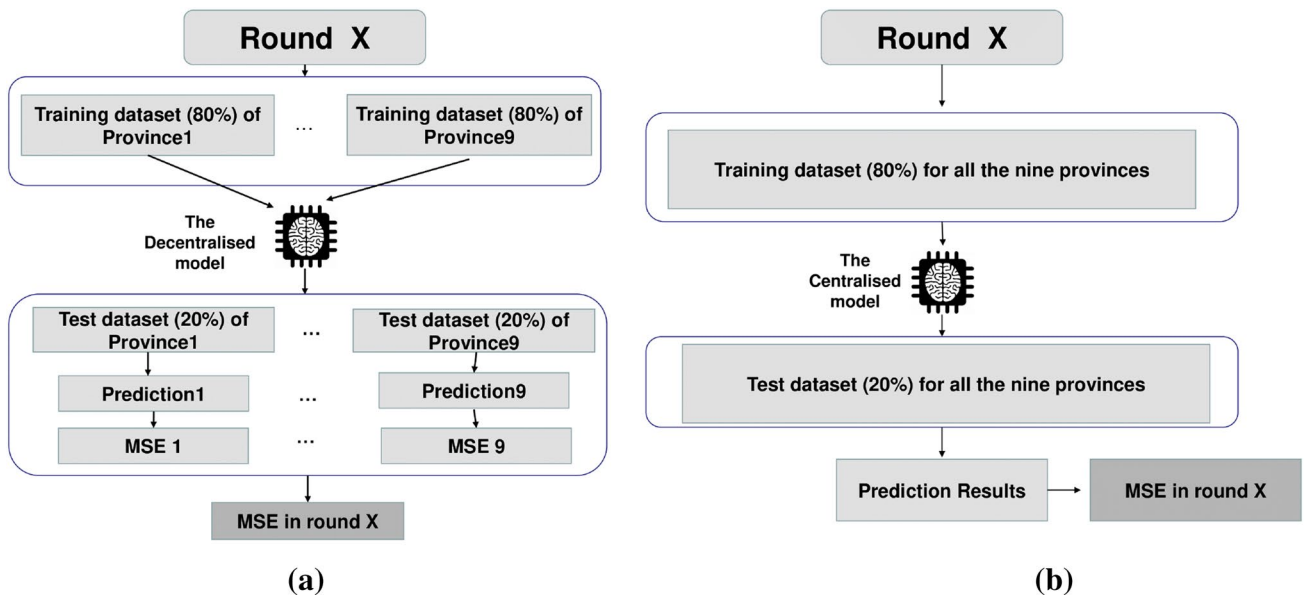 Round X
Training dataset (80%) of
Province1
...
Training dataset (80%) of
Province9
The
Decentralised
model
Test dataset (20%) of
Province1
...
Test dataset (20%) of
Province9
Prediction1
...
Prediction9
MSE 1
...
MSE 9
MSE in round X
(a)
Round X
Training dataset (80%) for all the nine provinces
The
Centralised
model
Test dataset (20%) for all the nine provinces
Prediction Results
MSE in round X
(b)